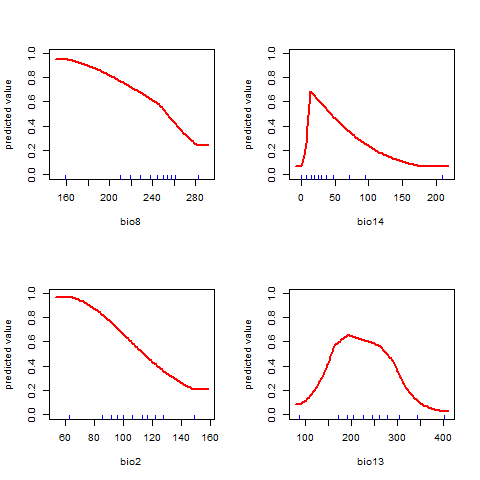 predicted value
0.0 0.2 0.4 0.6 0.8 1.0
160 200 240 280
bio8
predicted value
0.0 0.2 0.4 0.6 0.8 1.0
0 50 100 150 200
bio14
predicted value
0.0 0.2 0.4 0.6 0.8 1.0
60 80 100 120 140 160
bio2
predicted value
0.0 0.2 0.4 0.6 0.8 1.0
100 200 300 400
bio13